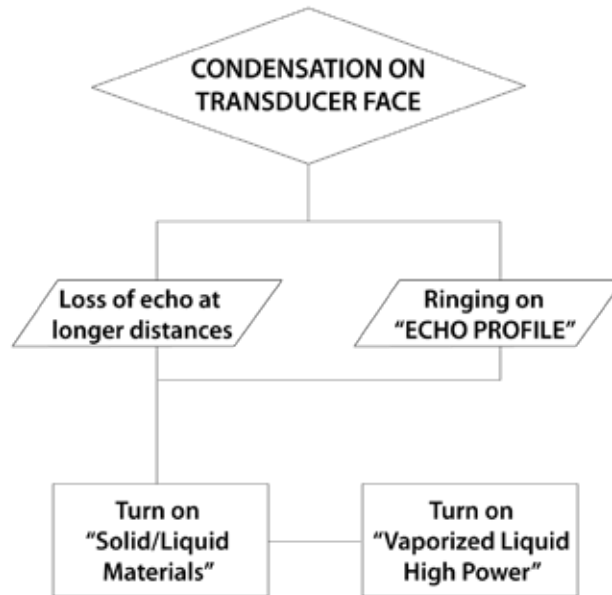 CONDENSATION ON
TRANSDUCER FACE
Loss of echo at
longer distances
Ringing on
“ECHO PROFILE”
Turn on
“Solid/Liquid
Materials”
Turn on
“Vaporized Liquid
High Power”